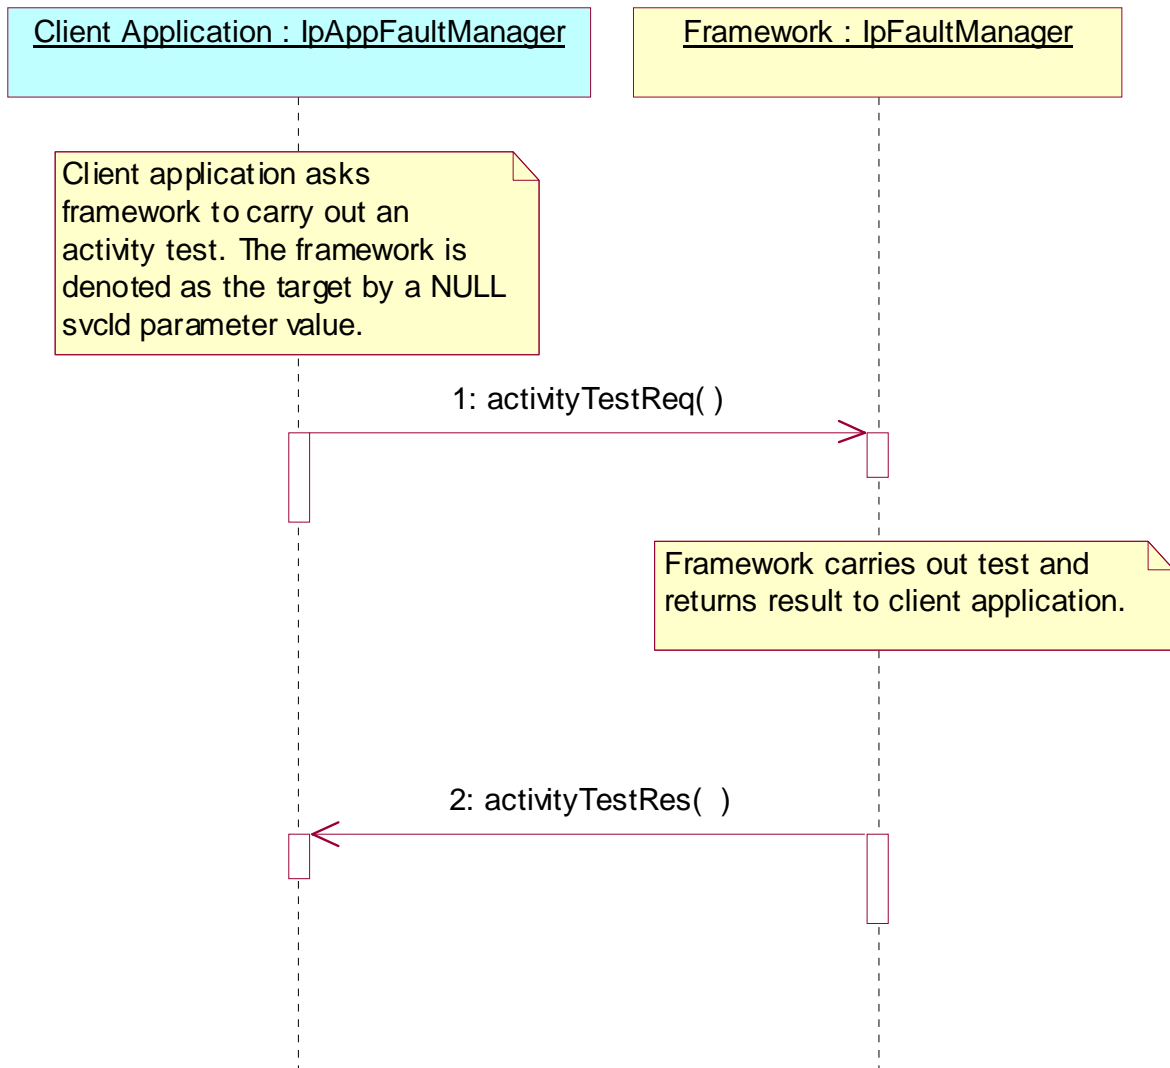 Client Application : IpAppFaultManager
Framework : IpFaultManager
Client application asks
framework to carry out an
activity test. The framework is
denoted as the target by a NULL
svcId parameter value.
1: activityTestReq( )
Framework carries out test and
returns result to client application.
2: activityTestRes(  )